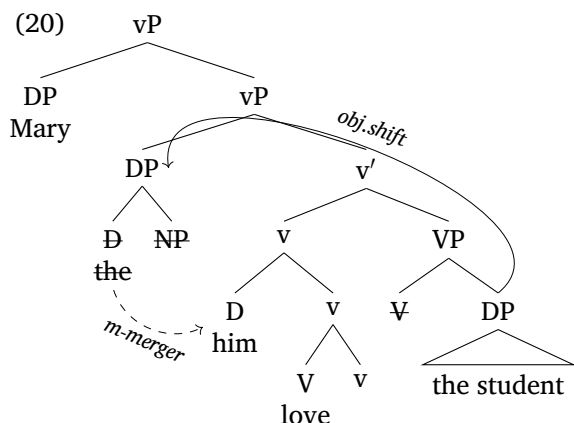 (20) vP
DP vP
Mary
obj.shift
DP v′
D NP v VP
the
D v V DP
m-merger him
V v the student
love